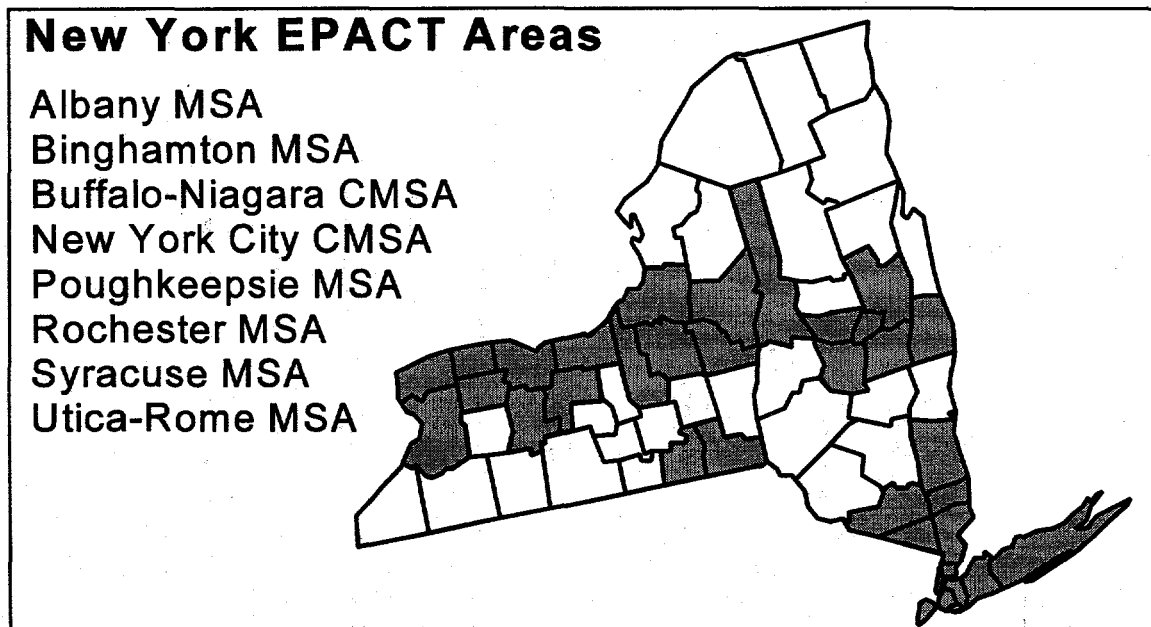 New York EPACT Areas
Albany MSA
Binghamton MSA
Buffalo-Niagara CMSA
New York City CMSA
Poughkeepsie MSA
Rochester MSA
Syracuse MSA
Utica-Rome MSA